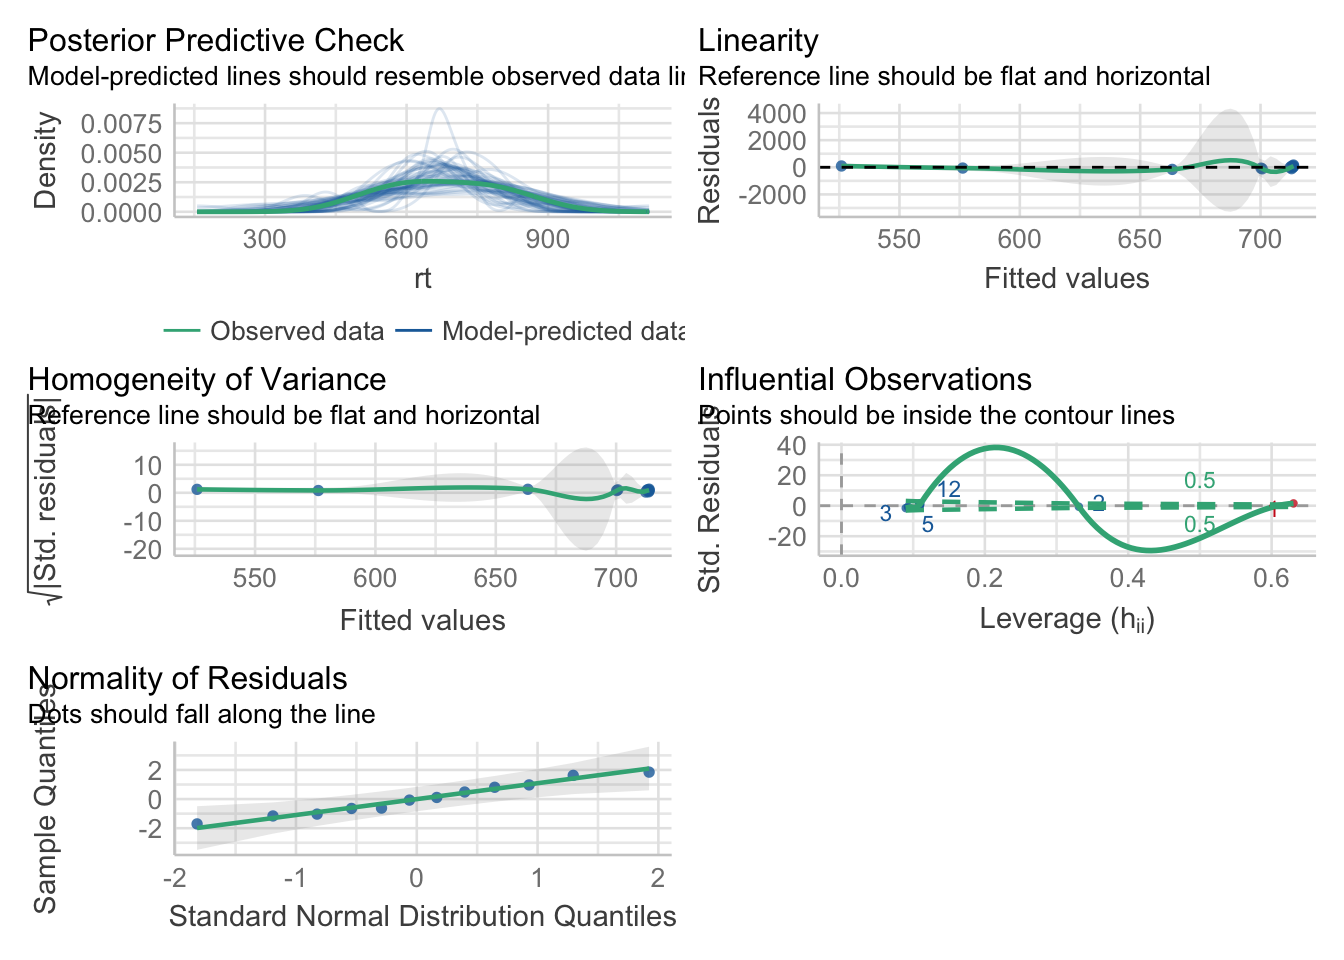 Posterior Predictive Check
Model-predicted lines should resemble observed data lin
Density
0.0075
0.0050
0.0025
0.0000
300 600 900
rt
Observed data Model-predicted data
Linearity
Reference line should be flat and horizontal
Residuals
4000
2000
0
-2000
550 600 650 700
Fitted values
Homogeneity of Variance
Reference line should be flat and horizontal
√|Std. residuals|
10
0
-10
-20
550 600 650 700
Fitted values
Influential Observations
Points should be inside the contour lines
Std. Residuals
40
20
0
-20
12
3
5
2
1
0.5
0.5
0.0 0.2 0.4 0.6
Leverage (hii)
Normality of Residuals
Dots should fall along the line
Sample Quantiles
2
0
-2
-2 -1 0 1 2
Standard Normal Distribution Quantiles